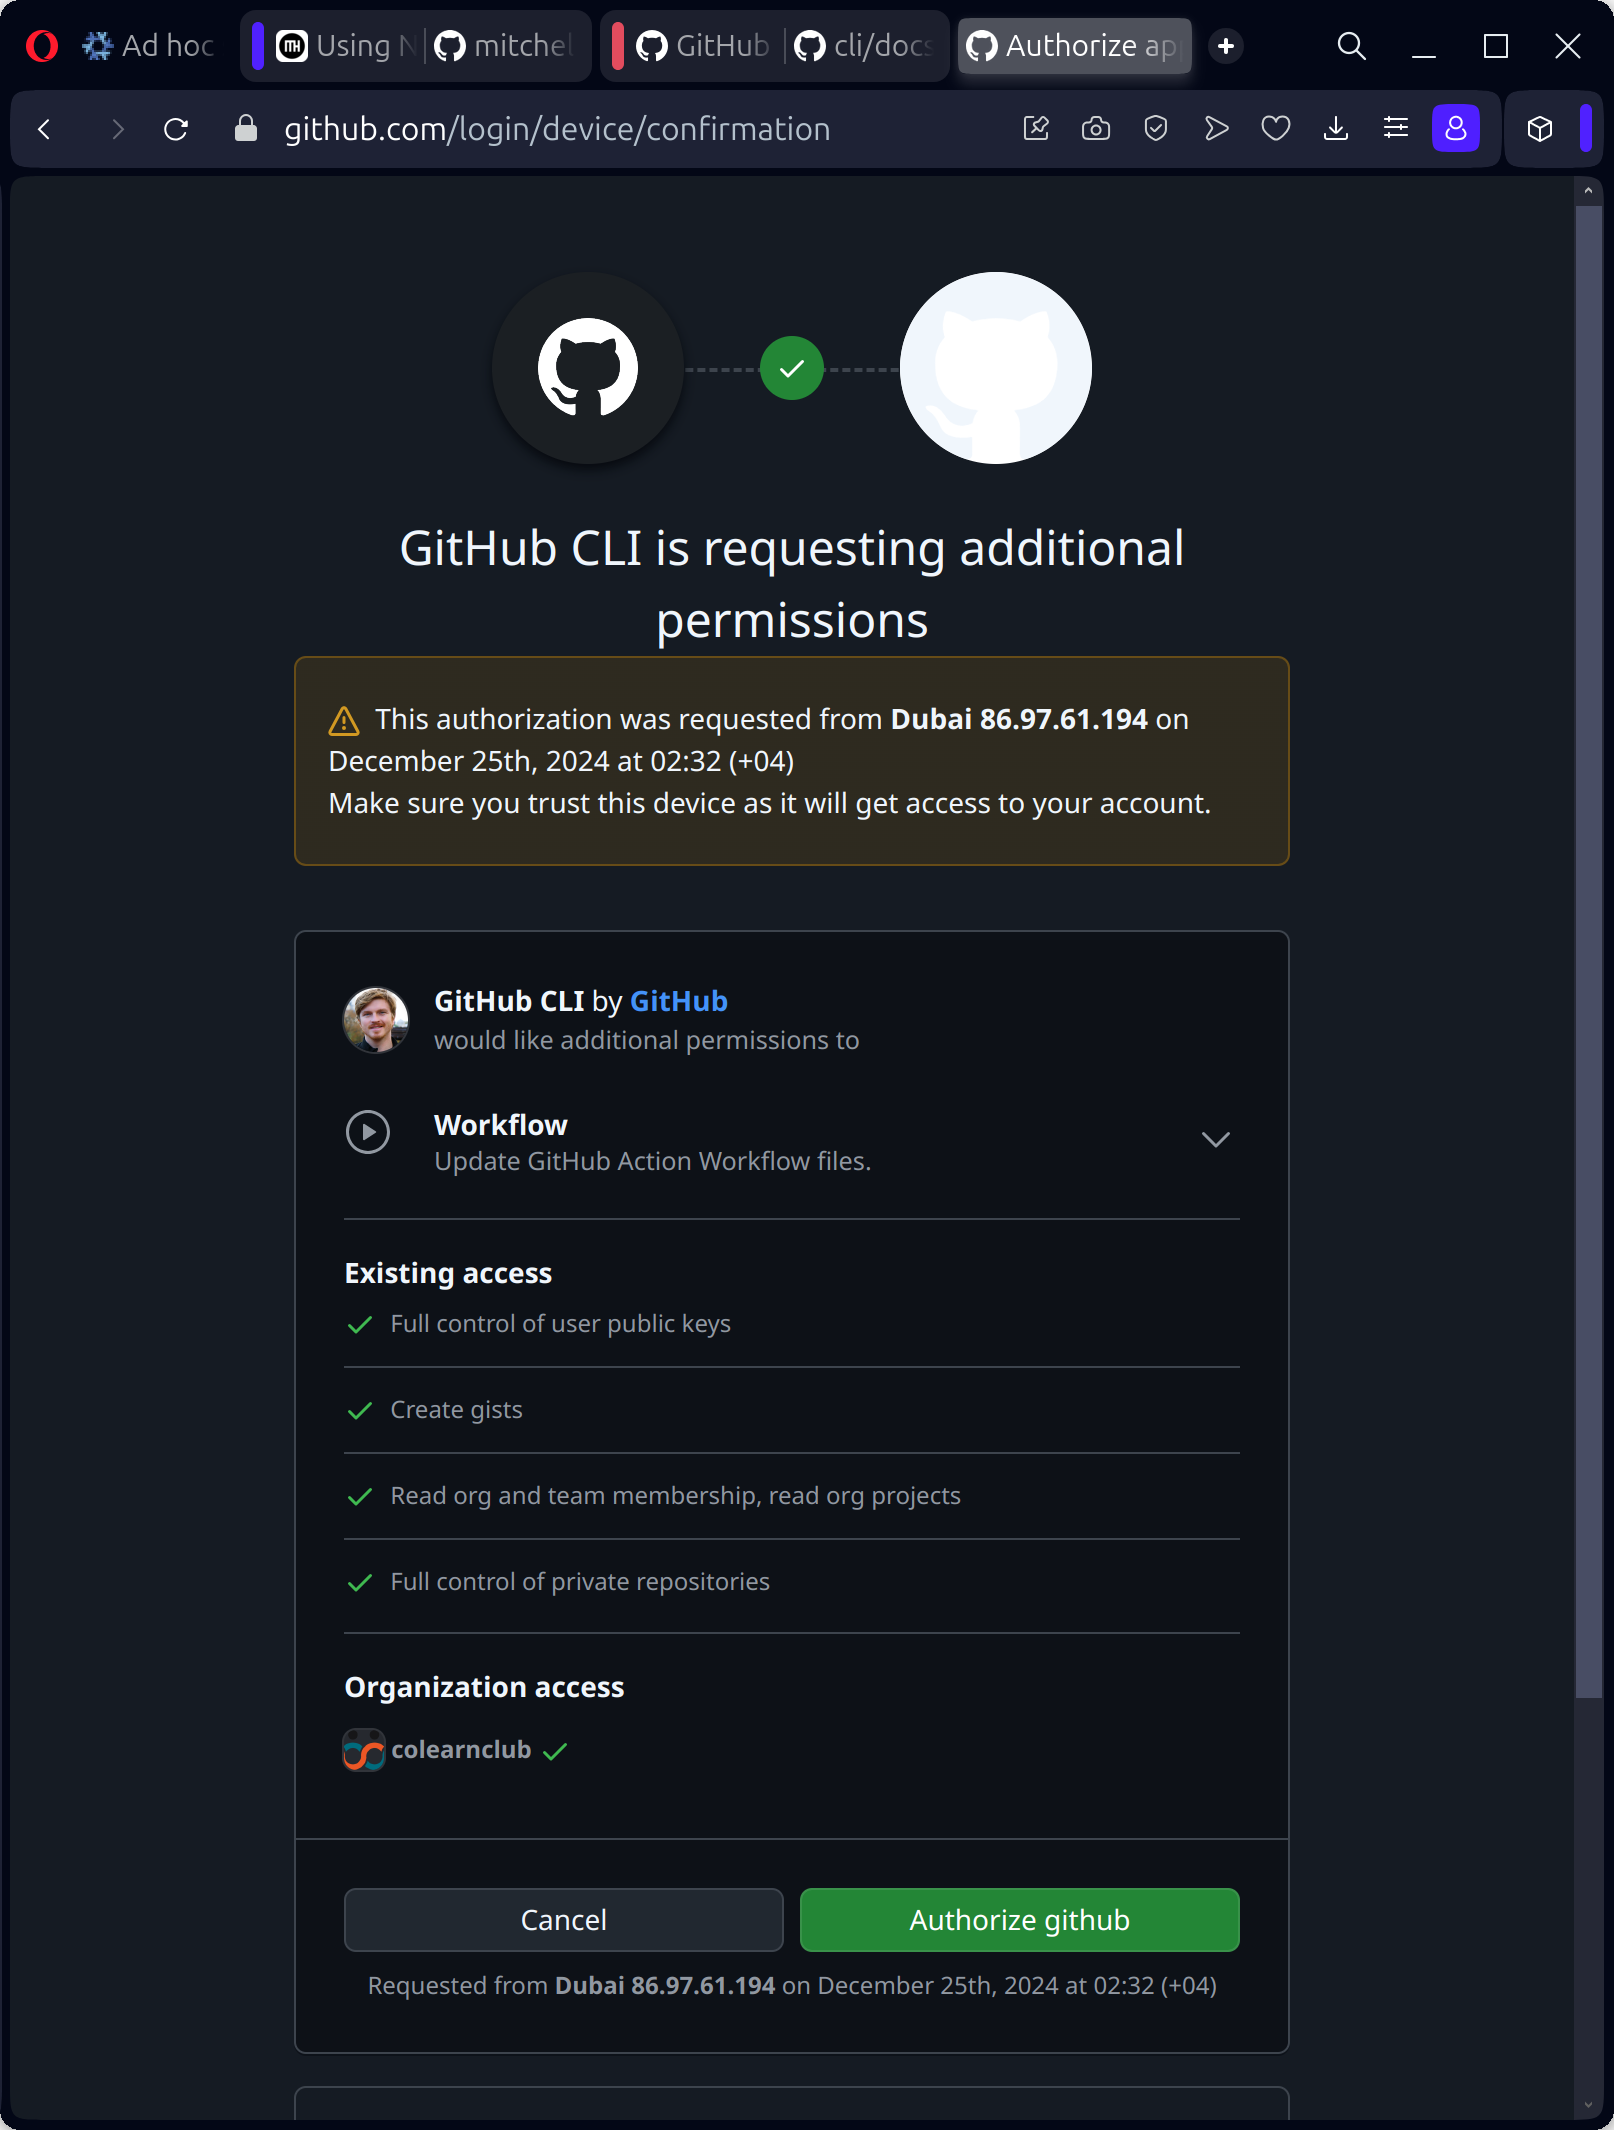 Ad hoc
Using N
mitchel
GitHub
cli/docs
Authorize ap
github.com/login/device/confirmation
GitHub CLI is requesting additional
permissions
This authorization was requested from Dubai 86.97.61.194 on
December 25th, 2024 at 02:32 (+04)
Make sure you trust this device as it will get access to your account.
GitHub CLI by GitHub
would like additional permissions to
Workflow
Update GitHub Action Workflow files.
Existing access
Full control of user public keys
Create gists
Read org and team membership, read org projects
Full control of private repositories
Organization access
colearnclub
Cancel
Authorize github
Requested from Dubai 86.97.61.194 on December 25th, 2024 at 02:32 (+04)